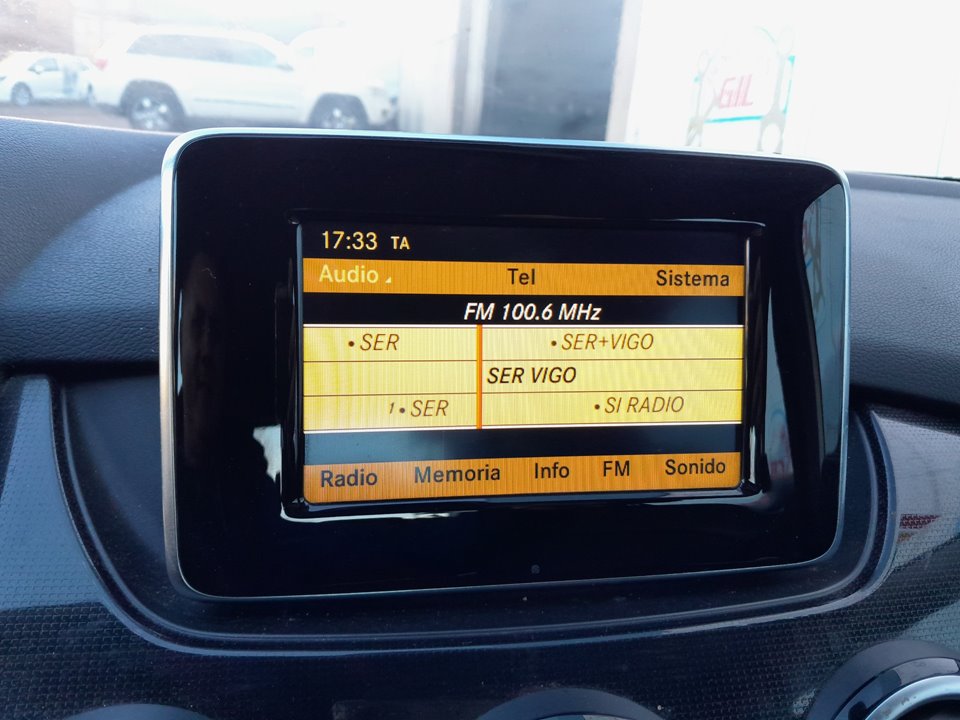 GIL
17:33 TA
Audio Tel Sistema
FM 100.6 MHz
• SER • SER+VIGO
SER VIGO
1 • SER • SI RADIO
Radio Memoria Info FM Sonido